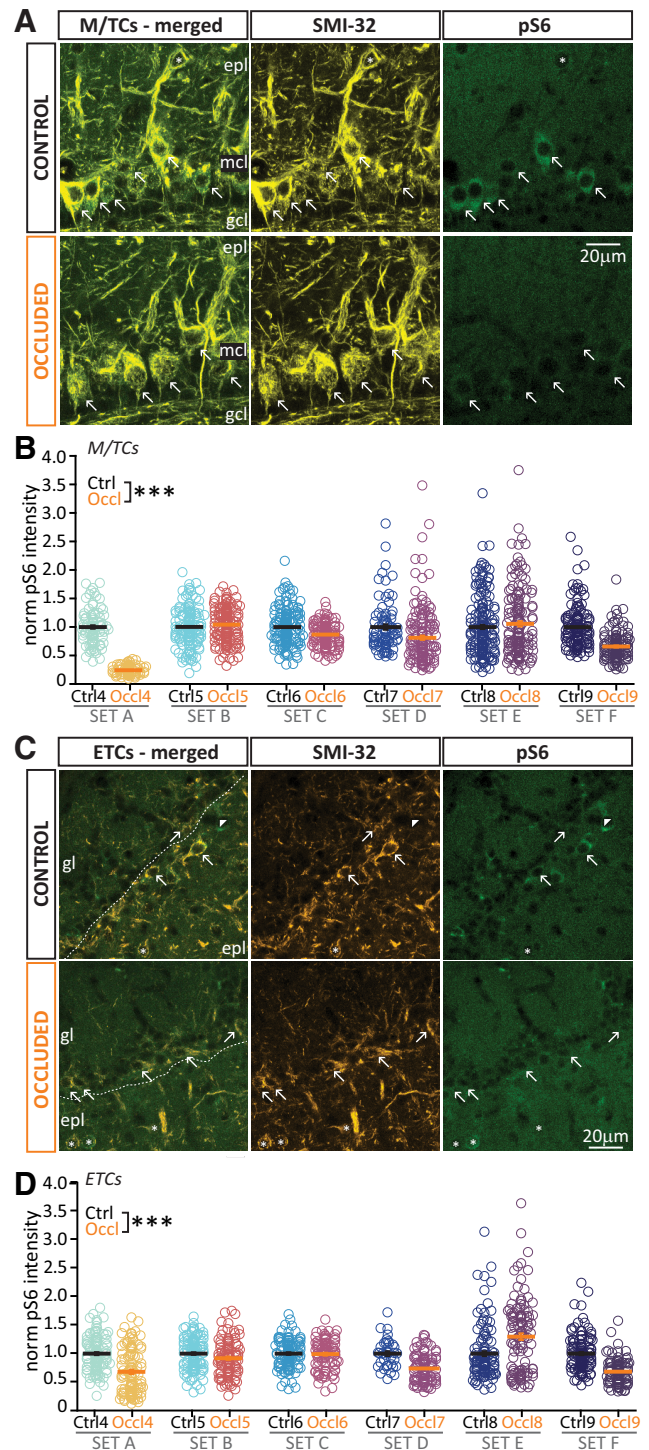 A
M/TCs - merged SMI-32 pS6
CONTROL
epl * * *
mcl
gcl
OCCLUDED
epl 20μm
mcl
gcl
B M/TCs
norm pS6 intensity
4.0
3.5
3.0
2.5
2.0
1.5
1.0
0.5
0
Ctrl
Occl
***
Ctrl4 Occl4 Ctrl5 Occl5 Ctrl6 Occl6 Ctrl7 Occl7 Ctrl8 Occl8 Ctrl9 Occl9
SET A SET B SET C SET D SET E SET F
C
ETCs - merged SMI-32 pS6
CONTROL
gl
* epl * *
OCCLUDED
gl
epl
* * * * * * * * *
20μm
D ETCs
norm pS6 intensity
4.0
3.5
3.0
2.5
2.0
1.5
1.0
0.5
0
Ctrl
Occl
***
Ctrl4 Occl4 Ctrl5 Occl5 Ctrl6 Occl6 Ctrl7 Occl7 Ctrl8 Occl8 Ctrl9 Occl9
SET A SET B SET C SET D SET E SET F